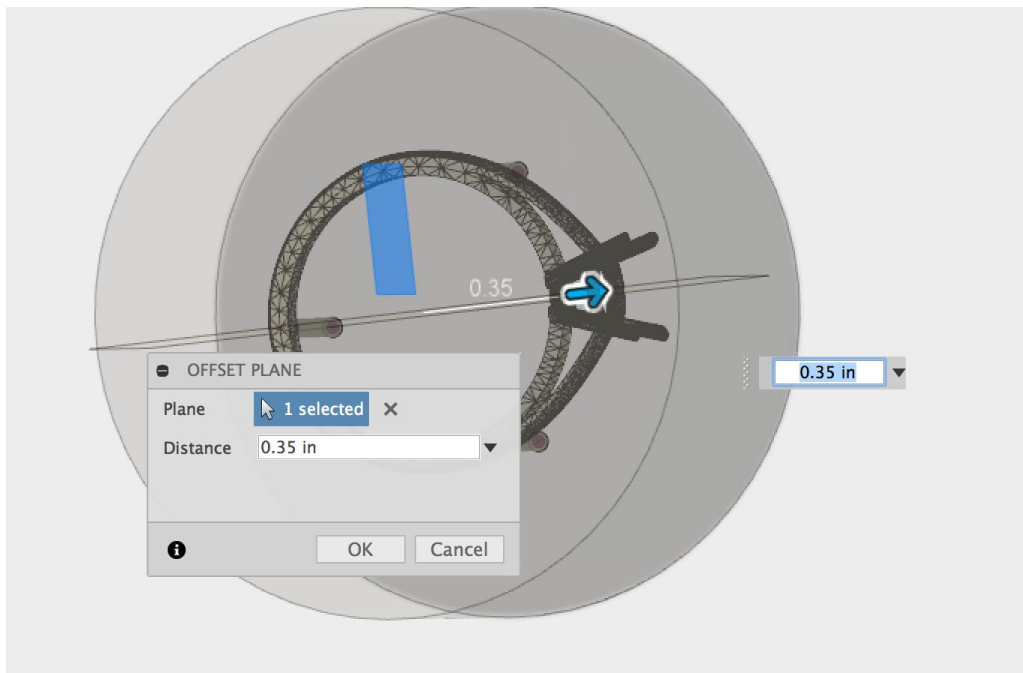 0.35
OFFSET PLANE
0.35 in
Plane 1 selected
Distance 0.35 in
OK Cancel